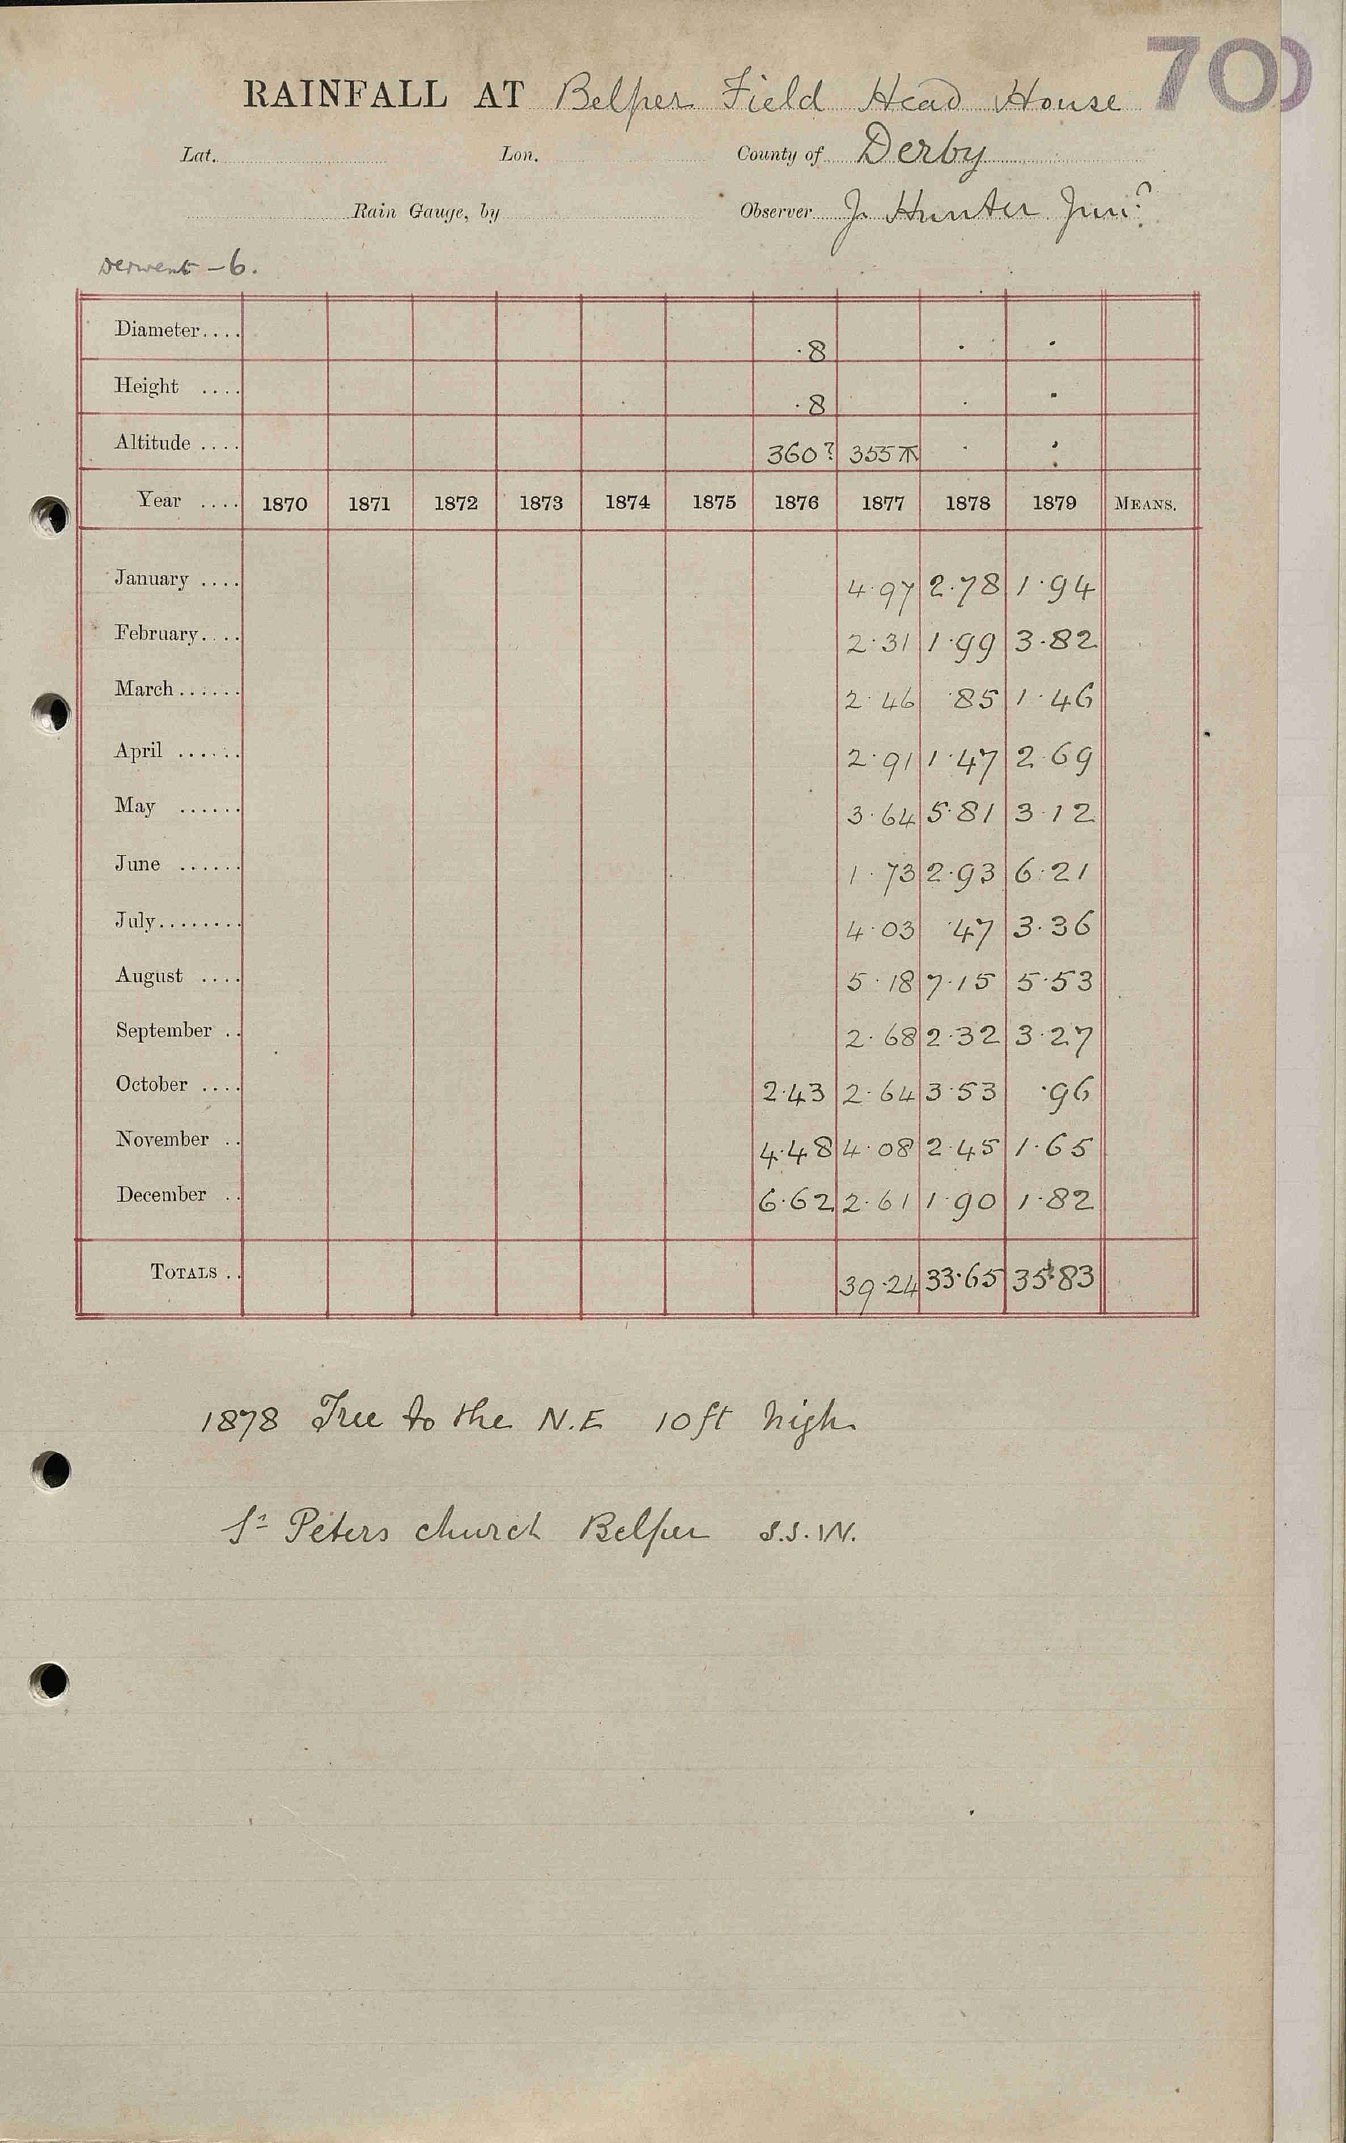 70
RAINFALL AT Belper Field Head House
Lat. Lon. County of Derby
Rain Gauge, by Observer J. Hunter Junr
Derwent - 6.
Diameter.... ·8 · ·
Height .... ·8 · ·
Altitude .... 360? 355 · :
Year .... 1870 1871 1872 1873 1874 1875 1876 1877 1878 1879 MEANS.
January .... 4·97 2·78 1·94
February.... 2·31 1·99 3·82
March...... 2·46 ·85 1·46
April ...... 2·91 1·47 2·69
May ...... 3·64 5·81 3·12
June ...... 1·73 2·93 6·21
July........ 4·03 ·47 3·36
August .... 5·18 7·15 5·53
September .. 2·68 2·32 3·27
October .... 2·43 2·64 3·53 ·96
November .. 4·48 4·08 2·45 1·65
December .. 6·62 2·61 1·90 1·82
TOTALS .. 39·24 33·65 35·83
1878 Tree to the N.E 10ft high
St Peters church Belper S.S.W.